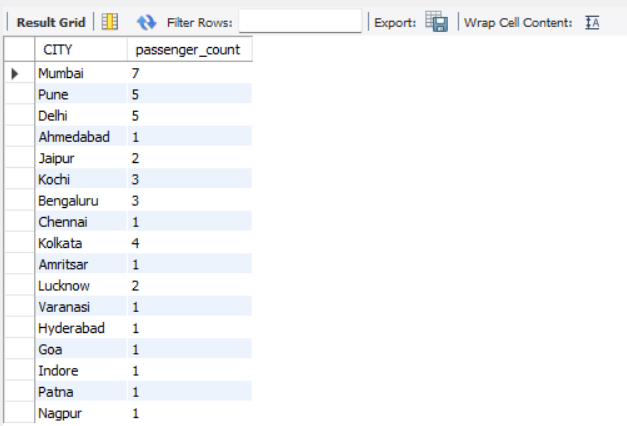 Result Grid Filter Rows: Export: Wrap Cell Content: IA
CITY passenger_count
Mumbai 7
Pune 5
Delhi 5
Ahmedabad 1
Jaipur 2
Kochi 3
Bengaluru 3
Chennai 1
Kolkata 4
Amritsar 1
Lucknow 2
Varanasi 1
Hyderabad 1
Goa 1
Indore 1
Patna 1
Nagpur 1